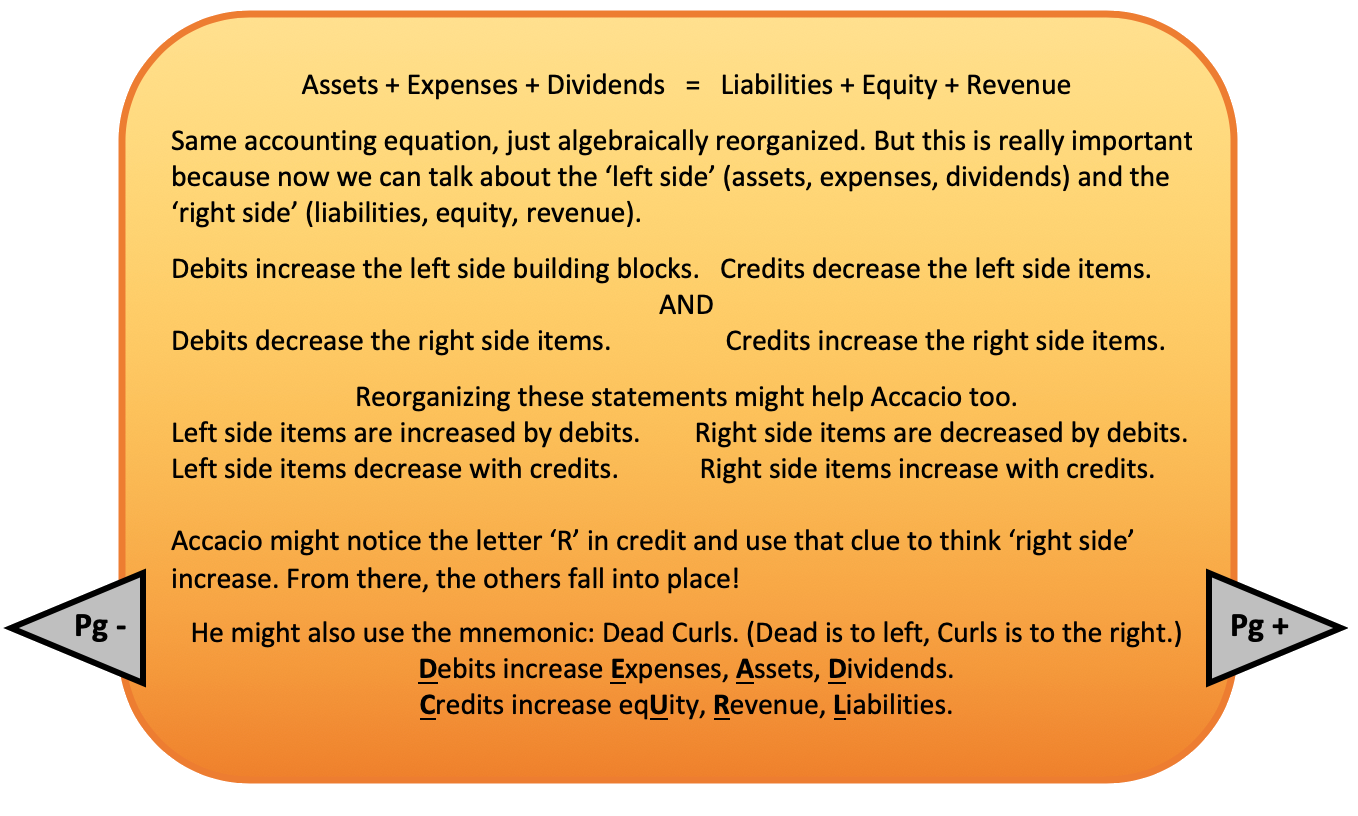 Assets + Expenses + Dividends = Liabilities + Equity + Revenue
Same accounting equation, just algebraically reorganized. But this is really important
because now we can talk about the ‘left side’ (assets, expenses, dividends) and the
‘right side’ (liabilities, equity, revenue).
Debits increase the left side building blocks. Credits decrease the left side items.
AND
Debits decrease the right side items. Credits increase the right side items.
Reorganizing these statements might help Accacio too.
Left side items are increased by debits. Right side items are decreased by debits.
Left side items decrease with credits. Right side items increase with credits.
Accacio might notice the letter ‘R’ in credit and use that clue to think ‘right side’
increase. From there, the others fall into place!
Pg -
Pg +
He might also use the mnemonic: Dead Curls. (Dead is to left, Curls is to the right.)
Debits increase Expenses, Assets, Dividends.
Credits increase eqUity, Revenue, Liabilities.